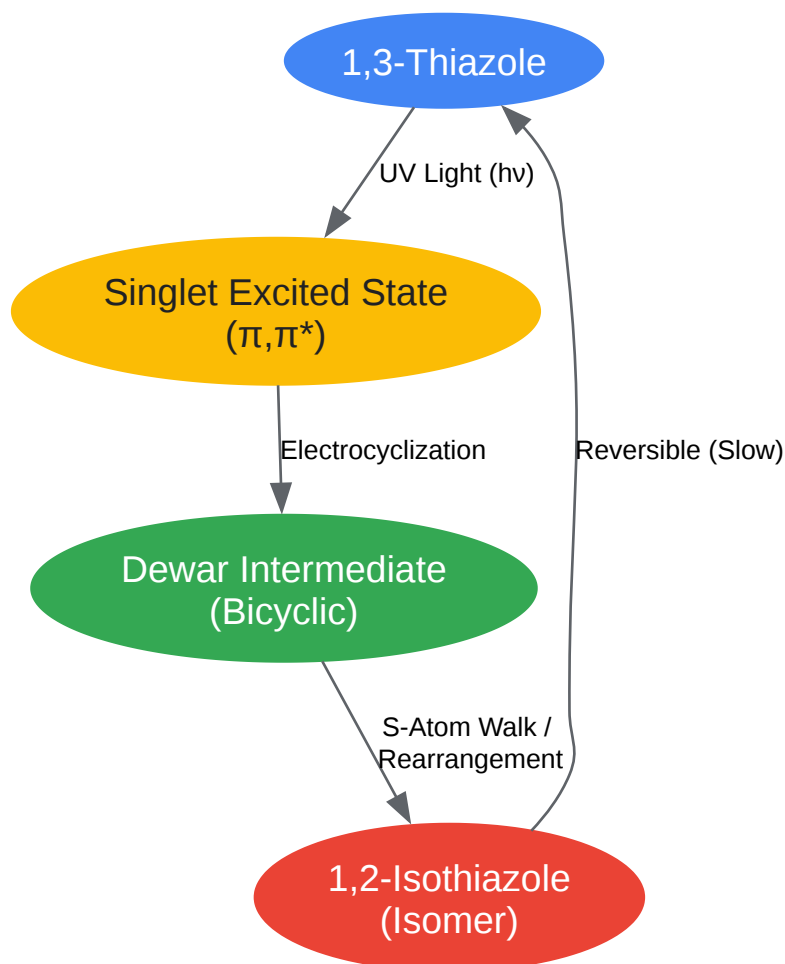 1,3-Thiazole
UV Light (hν)
Singlet Excited State
(π,π*)
Electrocyclization
Reversible (Slow)
Dewar Intermediate
(Bicyclic)
S-Atom Walk /
Rearrangement
1,2-Isothiazole
(Isomer)